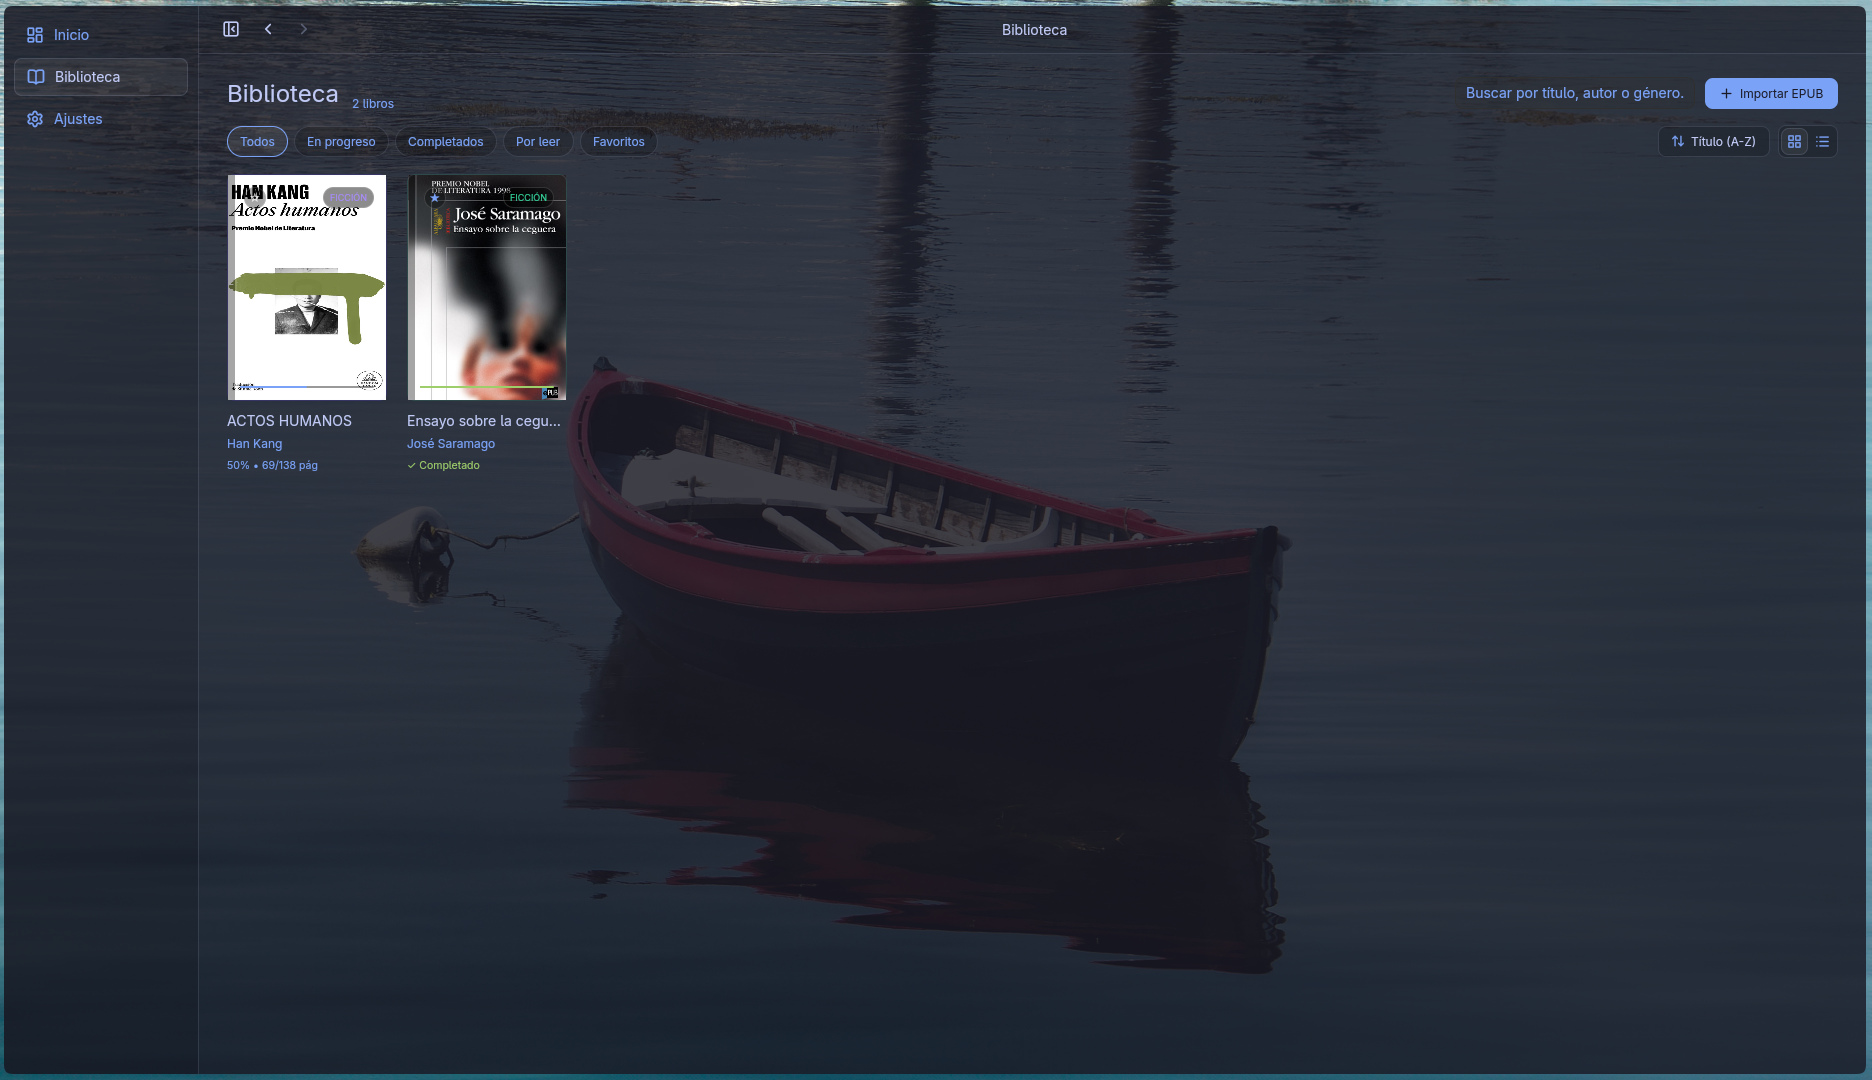 Inicio
Biblioteca
Ajustes
Biblioteca
Biblioteca
2 libros
Buscar por título, autor o género.
Importar EPUB
Todos
En progreso
Completados
Por leer
Favoritos
Título (A-Z)
HAN KANG
FICCIÓN
Actos humanos
Premio Nobel de Literatura
PREMIO NOBEL
DE LITERATURA 1998
FICCIÓN
José Saramago
Ensayo sobre la ceguera
ACTOS HUMANOS
Han Kang
50% • 69/138 pág
Ensayo sobre la cegu...
José Saramago
✓ Completado